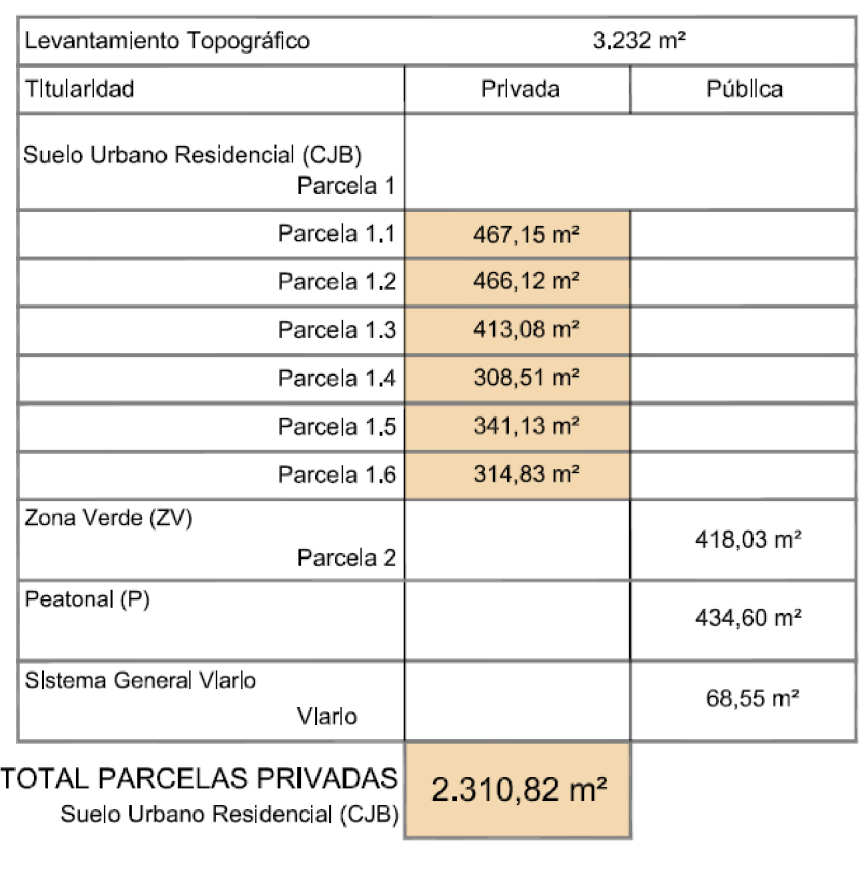 Levantamiento Topográfico 3.232 m²
Titularidad Privada Pública
Suelo Urbano Residencial (CJB)
Parcela 1
Parcela 1.1 467,15 m²
Parcela 1.2 466,12 m²
Parcela 1.3 413,08 m²
Parcela 1.4 308,51 m²
Parcela 1.5 341,13 m²
Parcela 1.6 314,83 m²
Zona Verde (ZV)
Parcela 2 418,03 m²
Peatonal (P)
434,60 m²
Sistema General Viario
Viario 68,55 m²
TOTAL PARCELAS PRIVADAS 2.310,82 m²
Suelo Urbano Residencial (CJB)